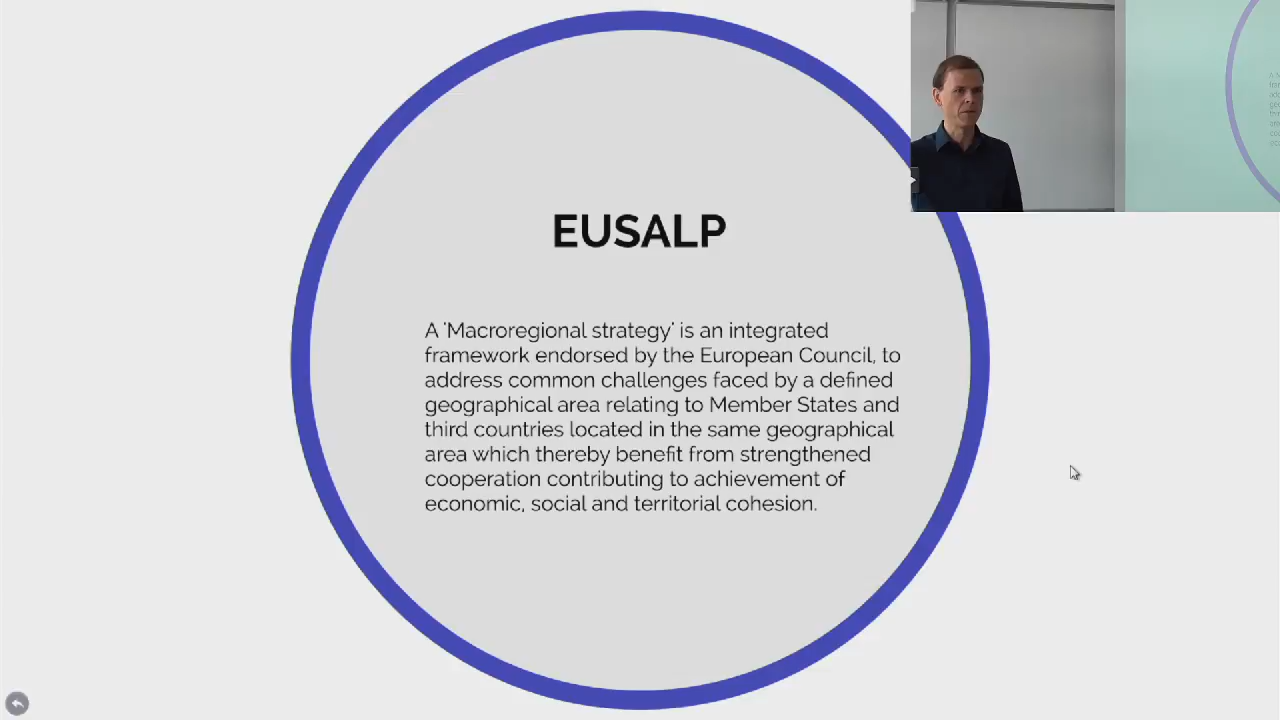 EUSALP
A 'Macroregional strategy' is an integrated
framework endorsed by the European Council, to
address common challenges faced by a defined
geographical area relating to Member States and
third countries located in the same geographical
area which thereby benefit from strengthened
cooperation contributing to achievement of
economic, social and territorial cohesion.